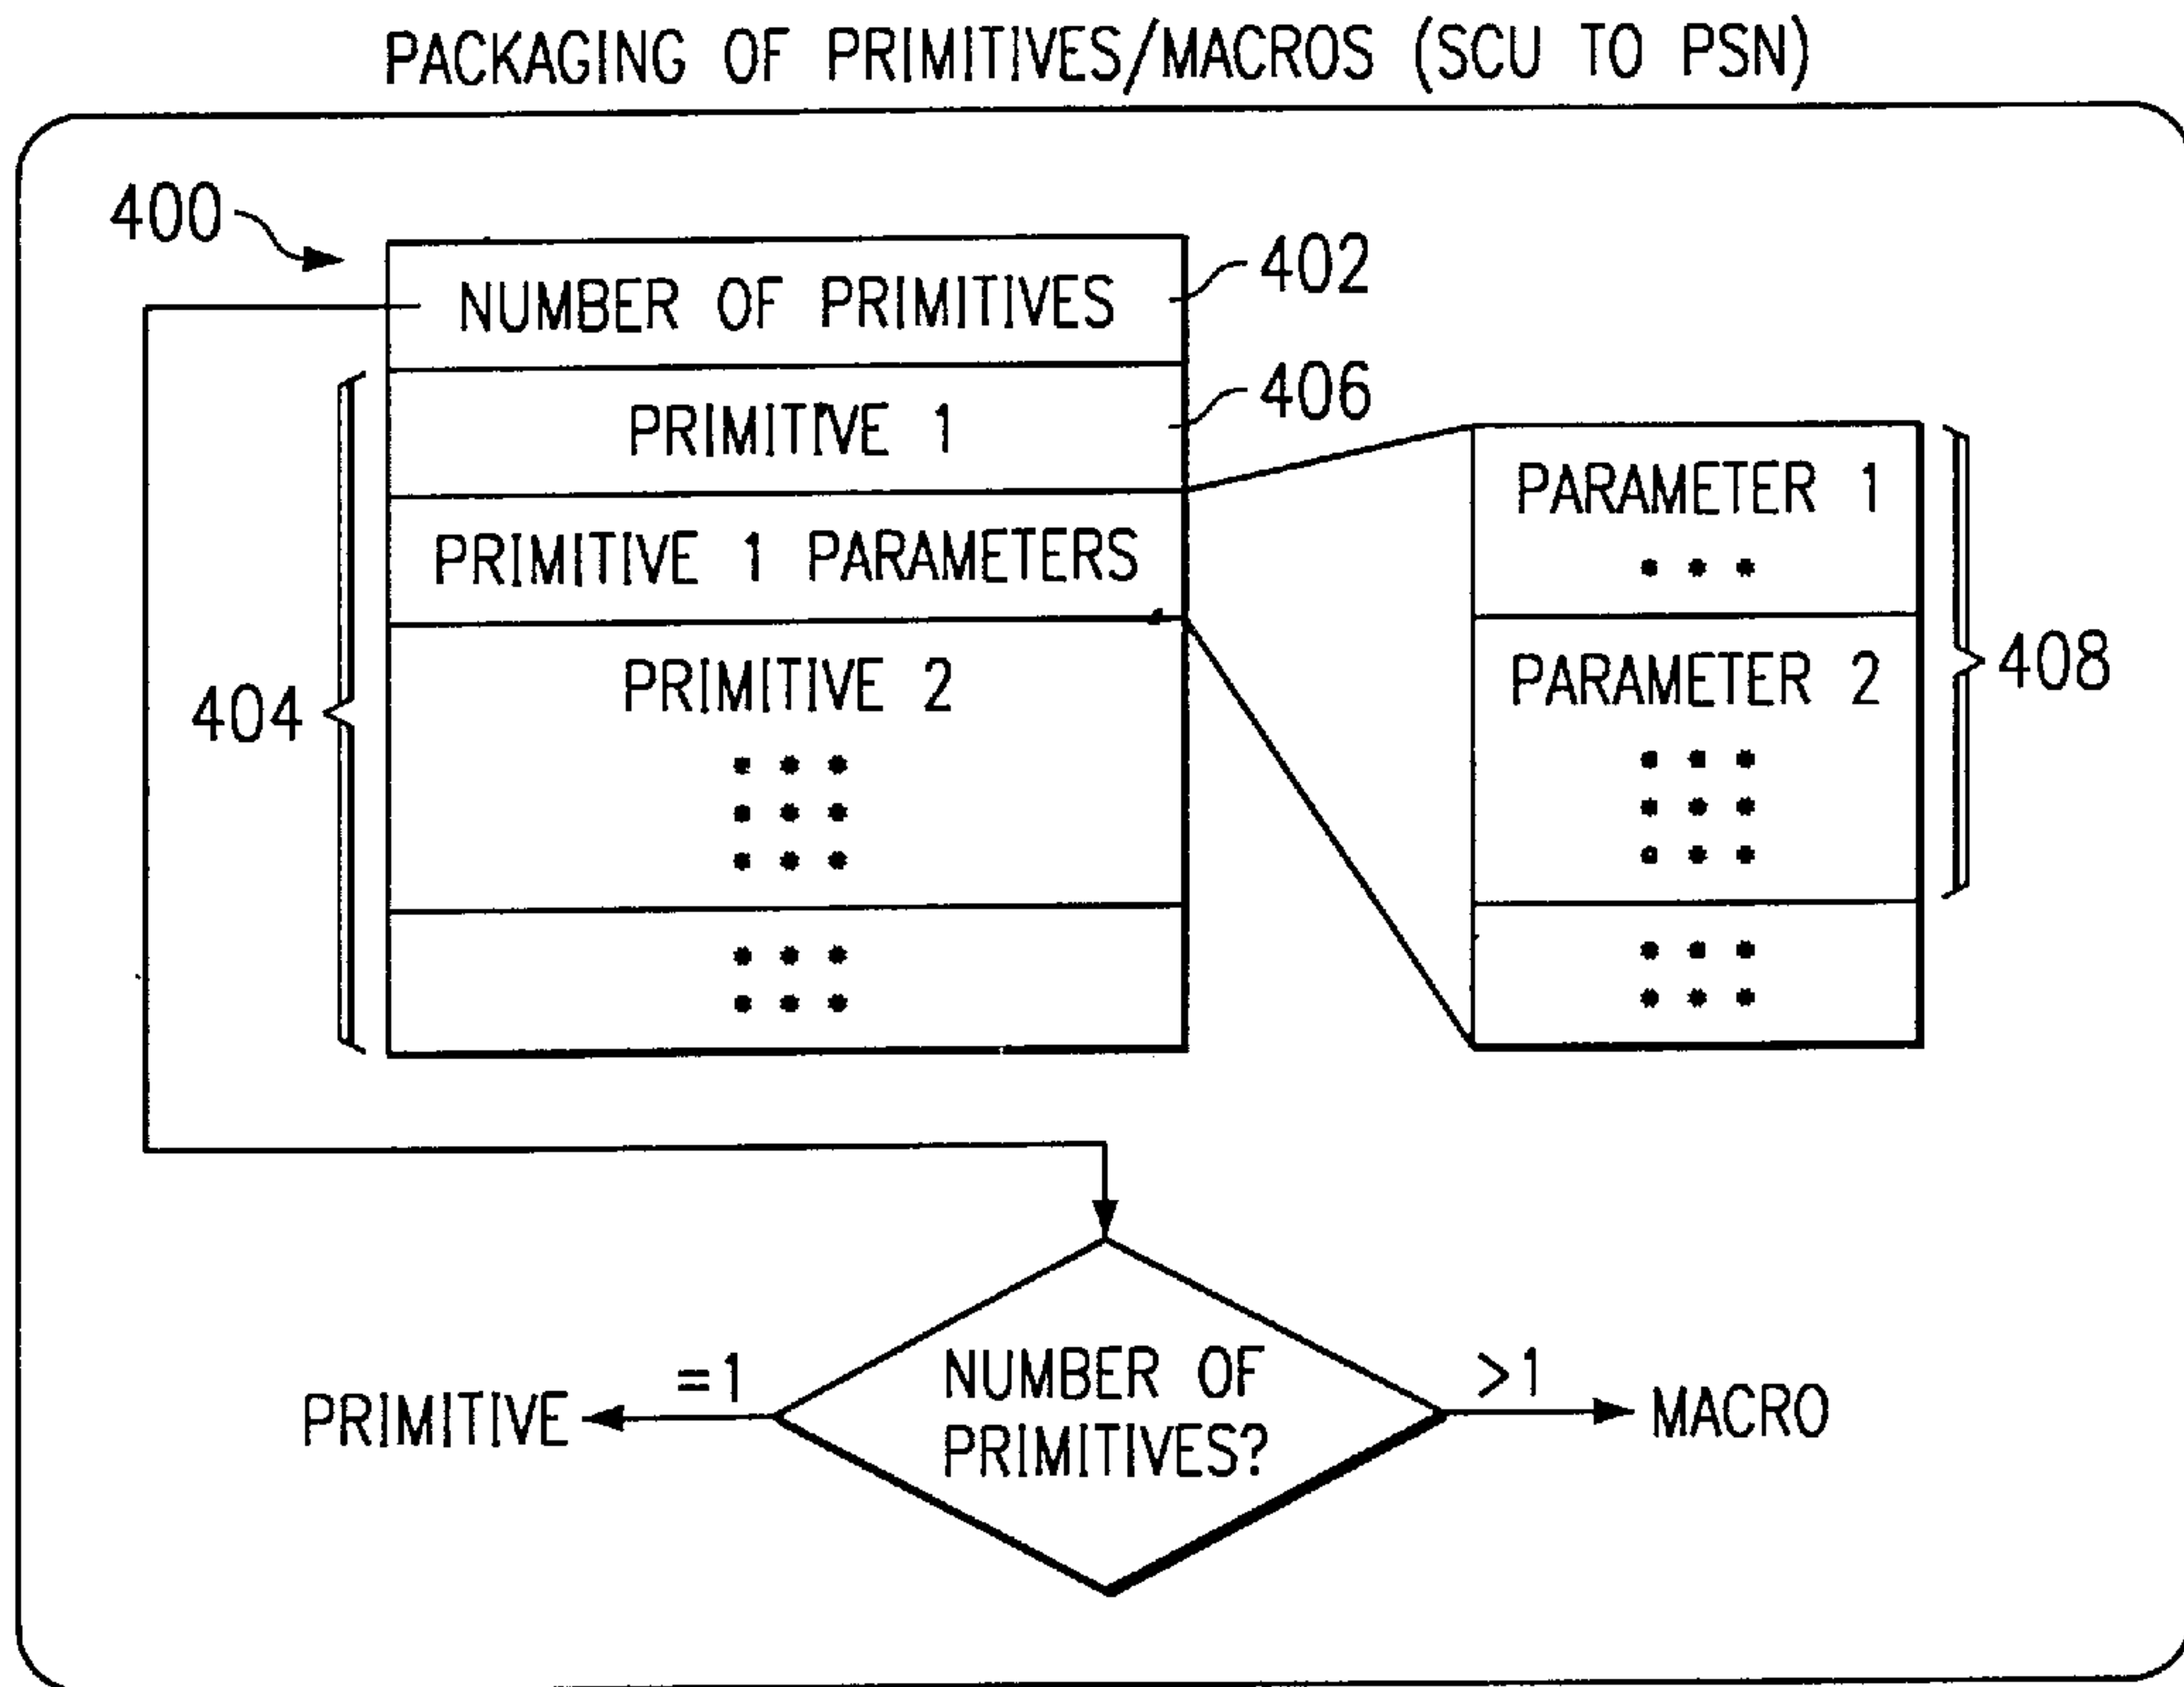 PACKAGING OF PRIMITIVES/MACROS (SCU TO PSN)
400
NUMBER OF PRIMITIVES
402
PRIMITIVE 1
406
PRIMITIVE 1 PARAMETERS
PRIMITIVE 2
404
PARAMETER 1
PARAMETER 2
408
NUMBER OF
PRIMITIVES?
=1
PRIMITIVE
>1
MACRO